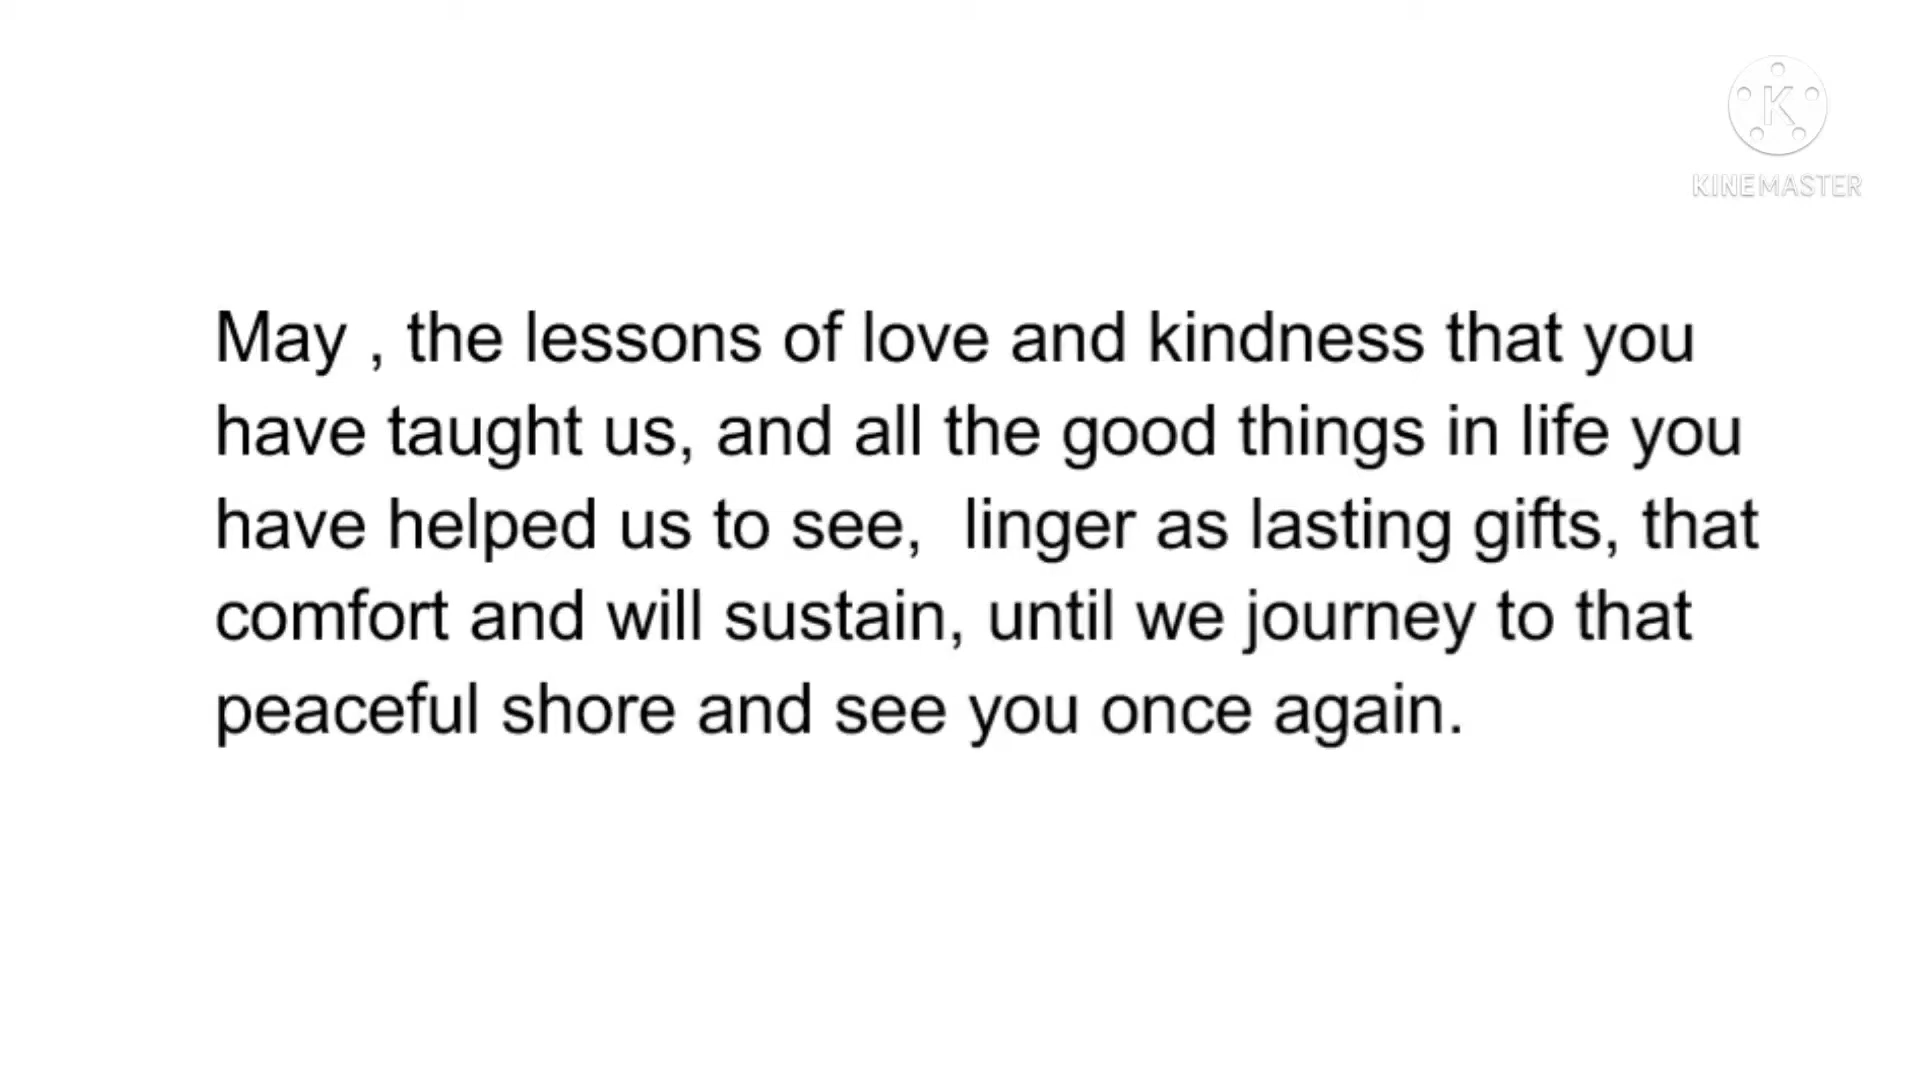 KINEMASTER
May , the lessons of love and kindness that you
have taught us, and all the good things in life you
have helped us to see,  linger as lasting gifts, that
comfort and will sustain, until we journey to that
peaceful shore and see you once again.